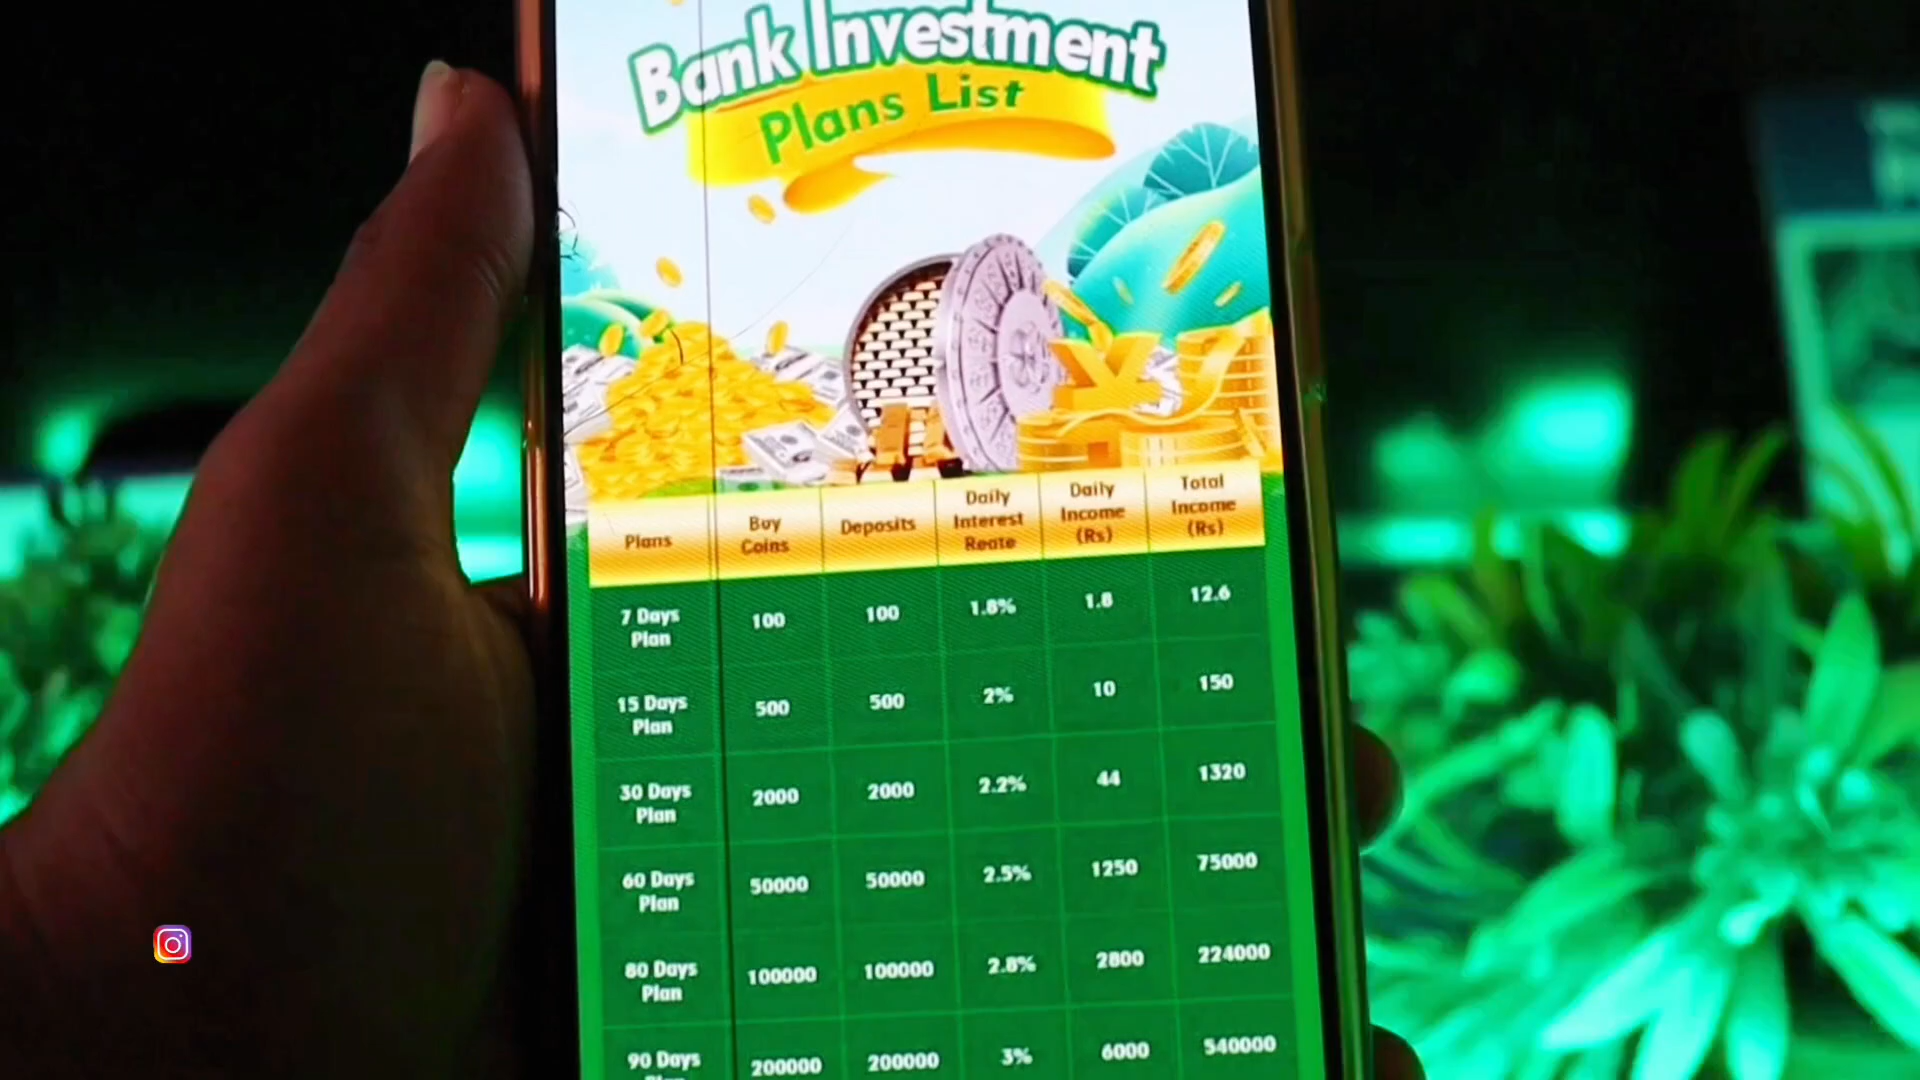 Bank Investment
Plans List
Plans
Buy
Coins
Deposits
Daily
Interest
Reate
Daily
Income
(Rs)
Total
Income
(Rs)
7 Days
Plan
100
100
1.8%
1.8
12.6
15 Days
Plan
500
500
2%
10
150
30 Days
Plan
2000
2000
2.2%
44
1320
60 Days
Plan
50000
50000
2.5%
1250
75000
80 Days
Plan
100000
100000
2.8%
2800
224000
90 Days
Plan
200000
200000
3%
6000
540000